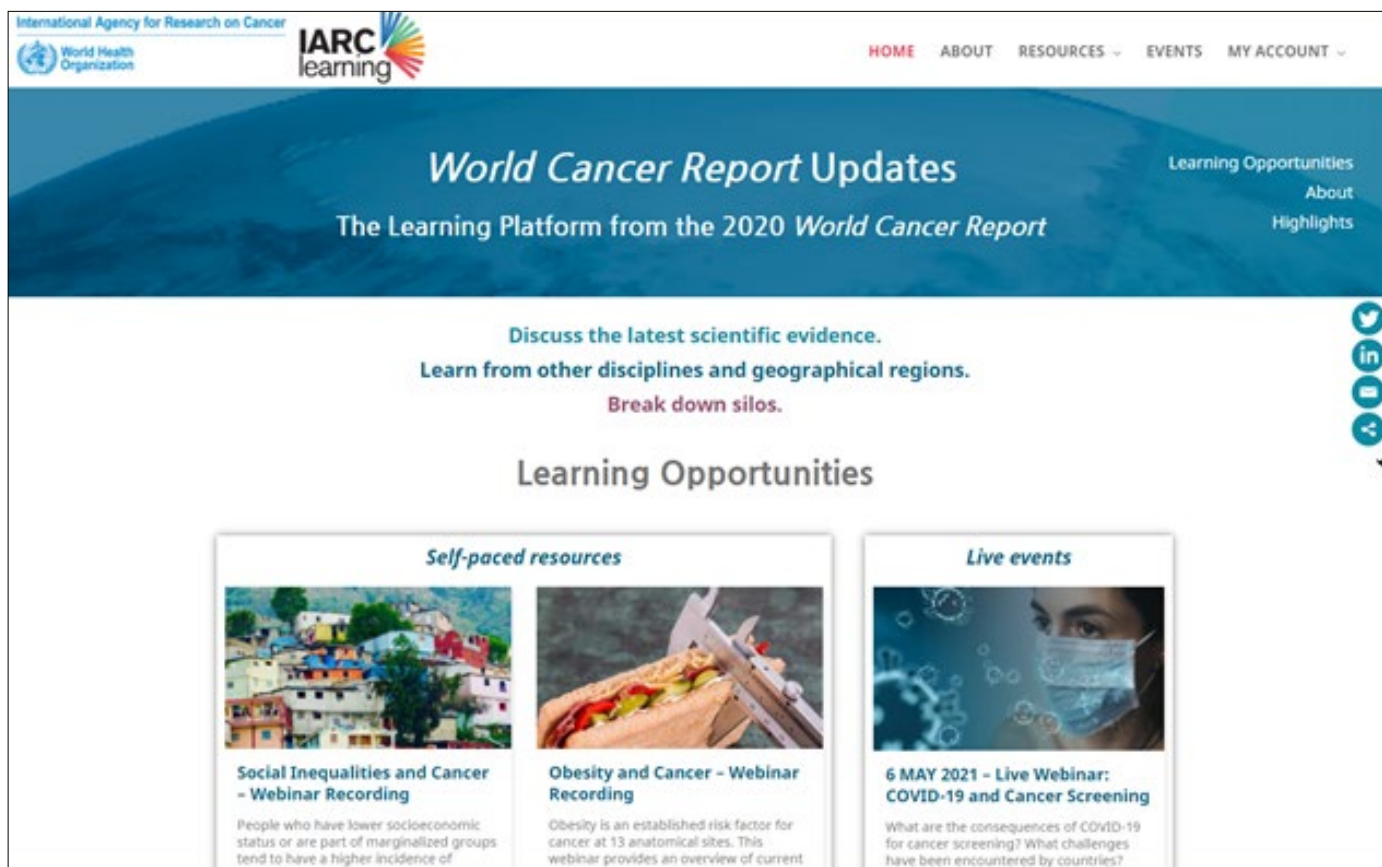 International Agency for Research on Cancer
World Health
Organization
IARC
learning
HOME ABOUT RESOURCES EVENTS MY ACCOUNT
World Cancer Report Updates
The Learning Platform from the 2020 World Cancer Report
Learning Opportunities
About
Highlights
Discuss the latest scientific evidence.
Learn from other disciplines and geographical regions.
Break down silos.
Learning Opportunities
Self-paced resources
Social Inequalities and Cancer
– Webinar Recording
People who have lower socioeconomic
status or are part of marginalized groups
tend to have a higher incidence of
Obesity and Cancer – Webinar
Recording
Obesity is an established risk factor for
cancer at 13 anatomical sites. This
webinar provides an overview of current
Live events
6 MAY 2021 – Live Webinar:
COVID-19 and Cancer Screening
What are the consequences of COVID-19
for cancer screening? What challenges
have been encountered by countries?